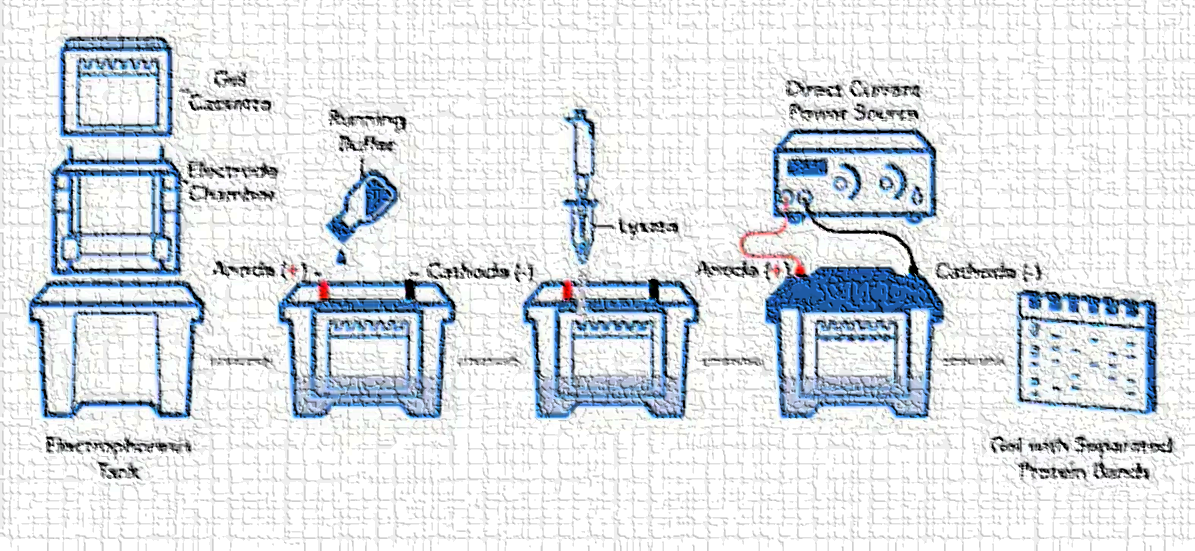 Gel
Cassette
Electrode
Chamber
Electrophoresis
Tank
Running
Buffer
Anode (+)
Cathode (-)
Lysate
Direct Current
Power Source
Anode (+)
Cathode (-)
Gel with Separated
Protein Bands